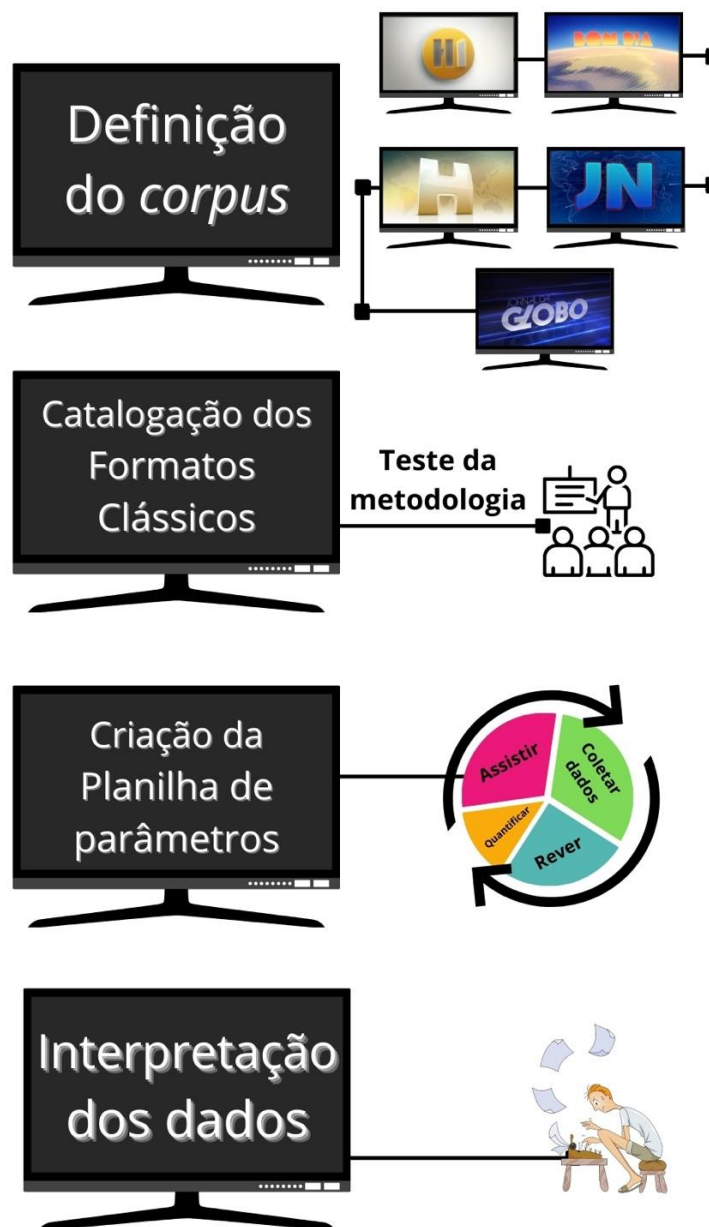 Definição
do corpus
H1
BOM DIA
H
JN
JORNAL DA
GLOBO
Catalogação dos
Formatos
Clássicos
Teste da
metodologia
Criação da
Planilha de
parâmetros
Assistir
Coletar
dados
Quantificar
Rever
Interpretação
dos dados